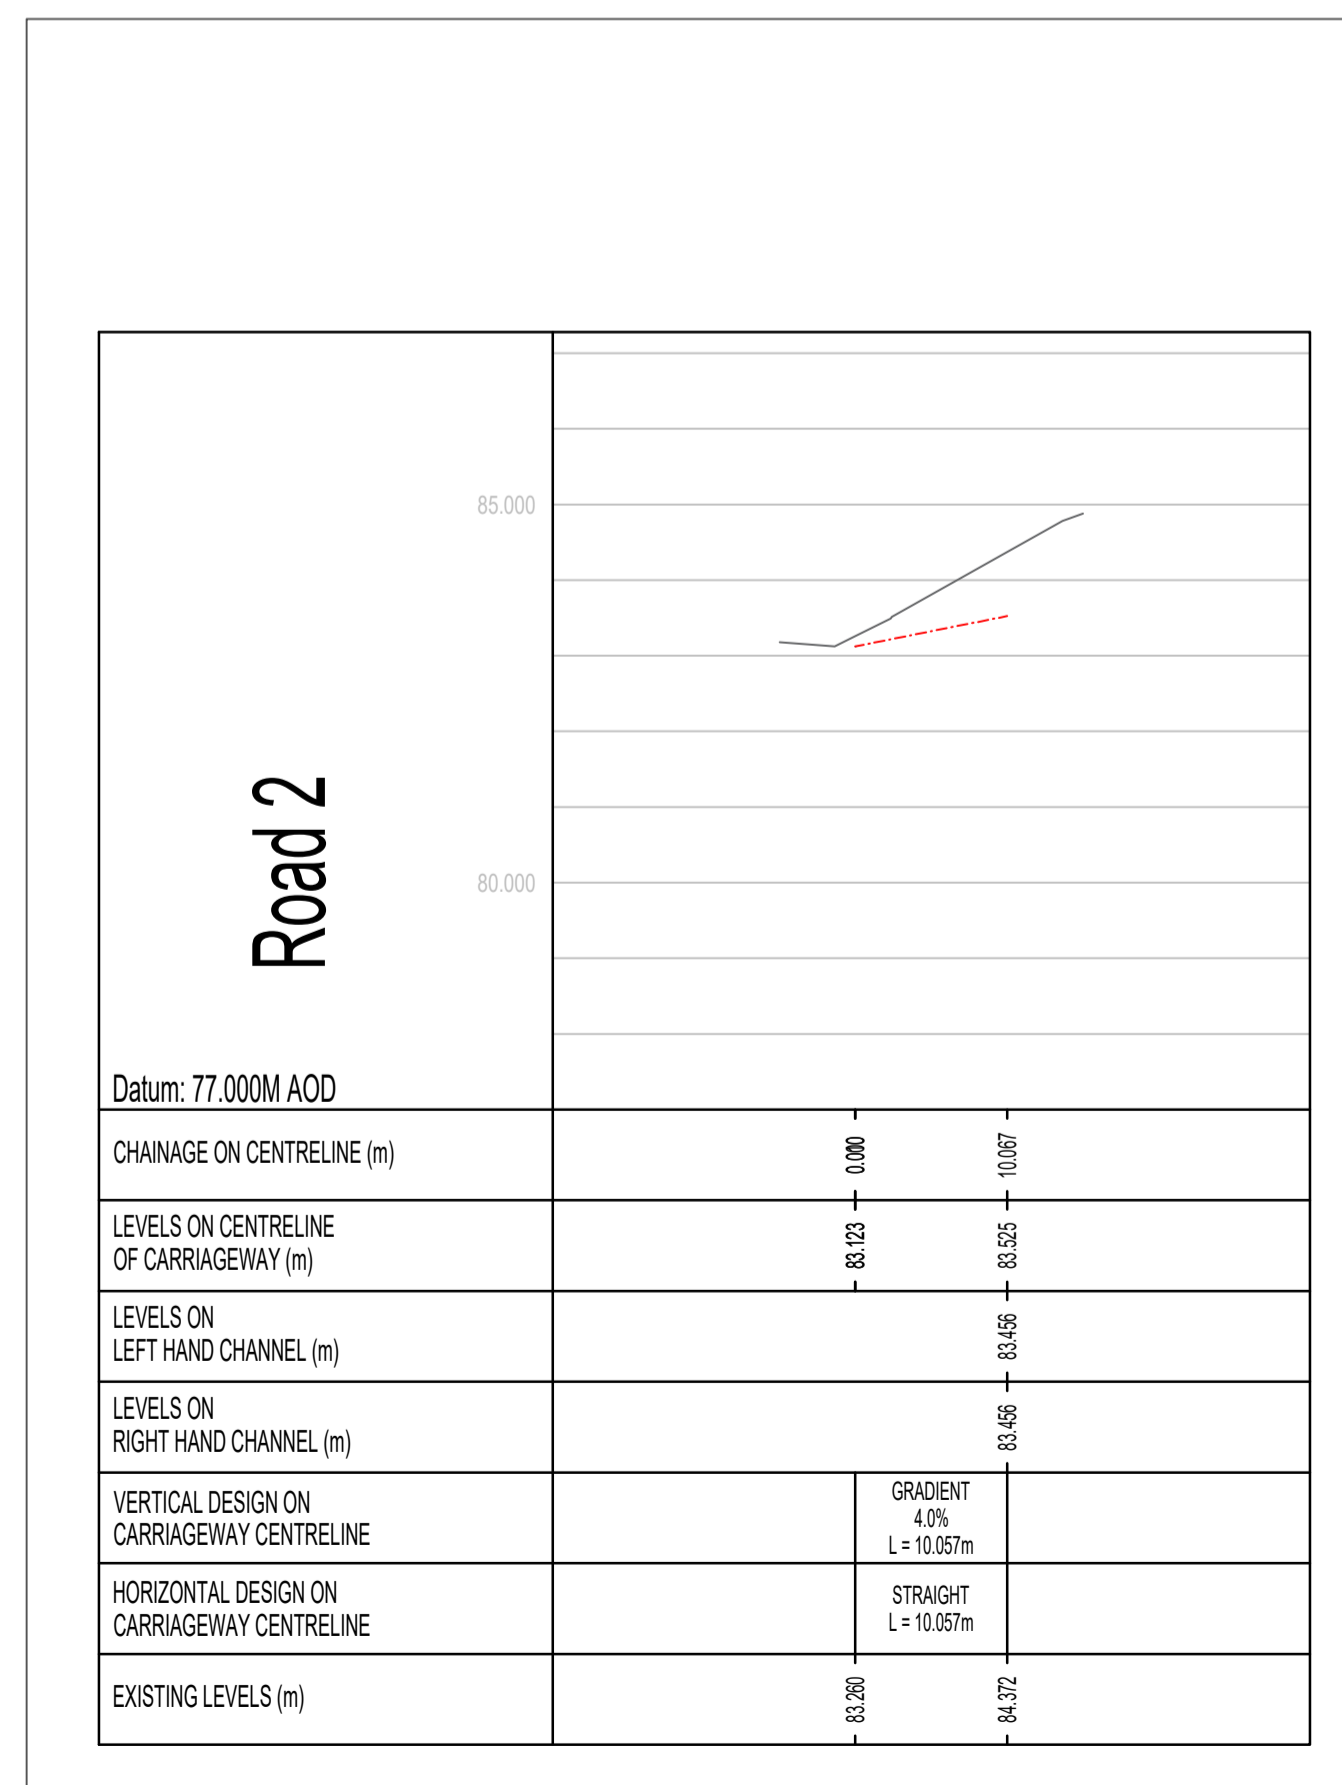 85.000
Road 2
80.000
Datum: 77.000M AOD
CHAINAGE ON CENTRELINE (m)
0.000
10.067
LEVELS ON CENTRELINE
OF CARRIAGEWAY (m)
83.123
83.525
LEVELS ON
LEFT HAND CHANNEL (m)
83.456
LEVELS ON
RIGHT HAND CHANNEL (m)
83.456
VERTICAL DESIGN ON
CARRIAGEWAY CENTRELINE
GRADIENT
4.0%
L = 10.057m
HORIZONTAL DESIGN ON
CARRIAGEWAY CENTRELINE
STRAIGHT
L = 10.057m
EXISTING LEVELS (m)
83.260
84.372